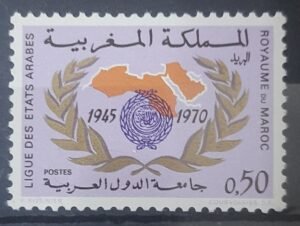 المملكة المغربية
البريد
ROYAUME DU MAROC
LIGUE DES ETATS ARABES
1945
1970
POSTES
جامعة الدول العربية
0.50